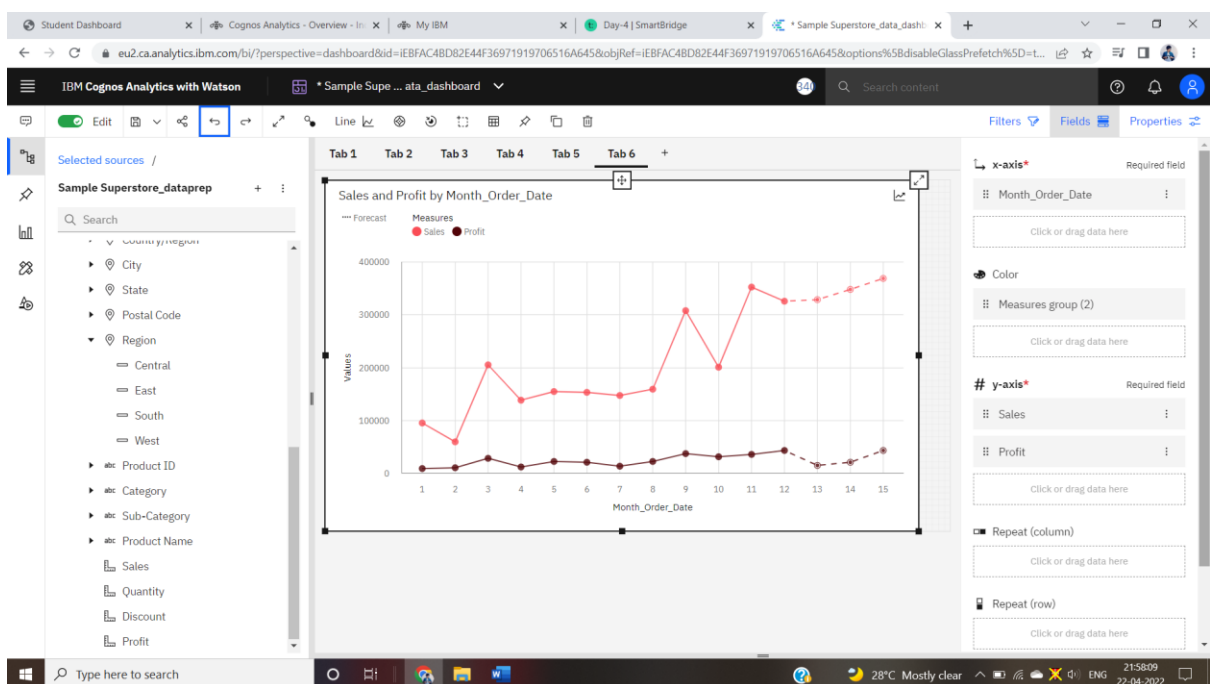 Student Dashboard
Cognos Analytics - Overview - In
My IBM
Day-4 | SmartBridge
* Sample Superstore_data_dashb
eu2.ca.analytics.ibm.com/bi/?perspective=dashboard&id=iEBFAC4BD82E44F36971919706516A645&objRef=iEBFAC4BD82E44F36971919706516A645&options%5BdisableGlassPrefetch%5D=t...
IBM Cognos Analytics with Watson
* Sample Supe ... ata_dashboard
340
Search content
Edit
Line
Filters
Fields
Properties
Selected sources /
Sample Superstore_dataprep
Search
Country/Region
City
State
Postal Code
Region
Central
East
South
West
abc Product ID
abc Category
abc Sub-Category
abc Product Name
Sales
Quantity
Discount
Profit
Tab 1 Tab 2 Tab 3 Tab 4 Tab 5 Tab 6 +
Sales and Profit by Month_Order_Date
Forecast
Measures
Sales Profit
400000
300000
200000
100000
0
Values
1 2 3 4 5 6 7 8 9 10 11 12 13 14 15
Month_Order_Date
x-axis* Required field
Month_Order_Date
Click or drag data here
Color
Measures group (2)
Click or drag data here
# y-axis* Required field
Sales
Profit
Click or drag data here
Repeat (column)
Click or drag data here
Repeat (row)
Click or drag data here
Type here to search
28°C Mostly clear
ENG
21:58:09
22-04-2022